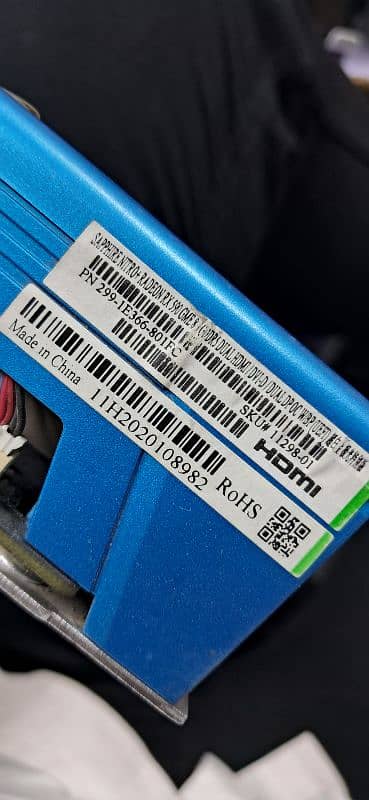 SAPPHIRE NITRO+ RADEON RX 590 GME 8G GDDR5 DUAL HDMI / DVI-D / DUAL DP OC W/BP (UEFI)
PN 299-1E366-801FC
SKU# 11298-01
HDMI
Made in China
11H2020108982 RoHS